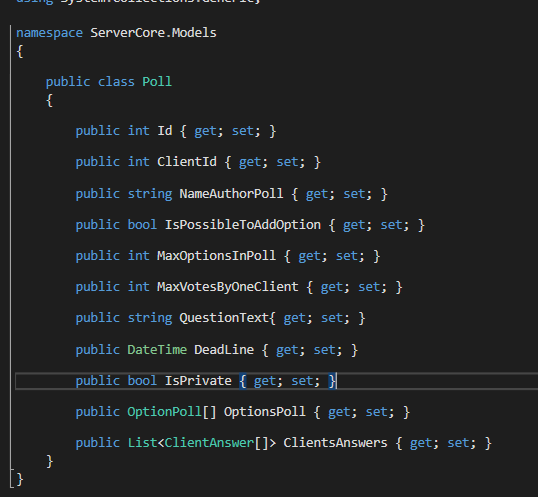 using System.Collections.Generic;
namespace ServerCore.Models
{
public class Poll
{
public int Id { get; set; }
public int ClientId { get; set; }
public string NameAuthorPoll { get; set; }
public bool IsPossibleToAddOption { get; set; }
public int MaxOptionsInPoll { get; set; }
public int MaxVotesByOneClient { get; set; }
public string QuestionText{ get; set; }
public DateTime DeadLine { get; set; }
public bool IsPrivate { get; set; }
public OptionPoll[] OptionsPoll { get; set; }
public List<ClientAnswer[]> ClientsAnswers { get; set; }
}
}